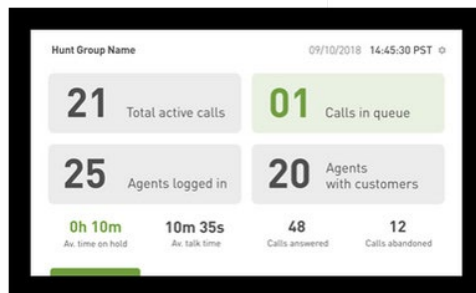 Hunt Group Name
09/10/2018 14:45:30 PST
21 Total active calls
01 Calls in queue
25 Agents logged in
20 Agents
with customers
0h 10m
Av. time on hold
10m 35s
Av. talk time
48
Calls answered
12
Calls abandoned